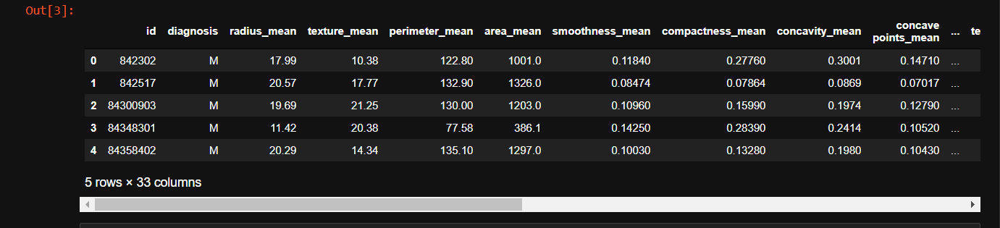 Out[3]:
id diagnosis radius_mean texture_mean perimeter_mean area_mean smoothness_mean compactness_mean concavity_mean concave points_mean ... te
0 842302 M 17.99 10.38 122.80 1001.0 0.11840 0.27760 0.3001 0.14710 ...
1 842517 M 20.57 17.77 132.90 1326.0 0.08474 0.07864 0.0869 0.07017 ...
2 84300903 M 19.69 21.25 130.00 1203.0 0.10960 0.15990 0.1974 0.12790 ...
3 84348301 M 11.42 20.38 77.58 386.1 0.14250 0.28390 0.2414 0.10520 ...
4 84358402 M 20.29 14.34 135.10 1297.0 0.10030 0.13280 0.1980 0.10430 ...
5 rows × 33 columns